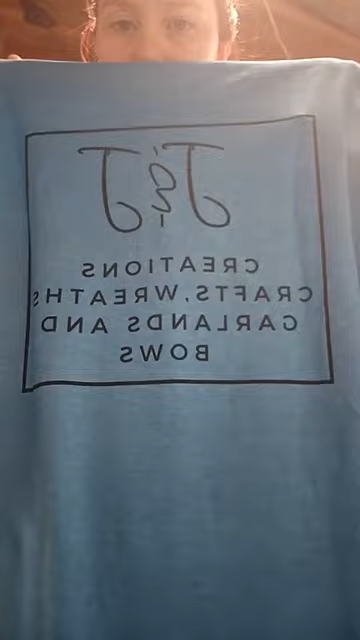 J&J
CREATIONS
CRAFTS, WREATHS
GARLANDS AND
BOWS